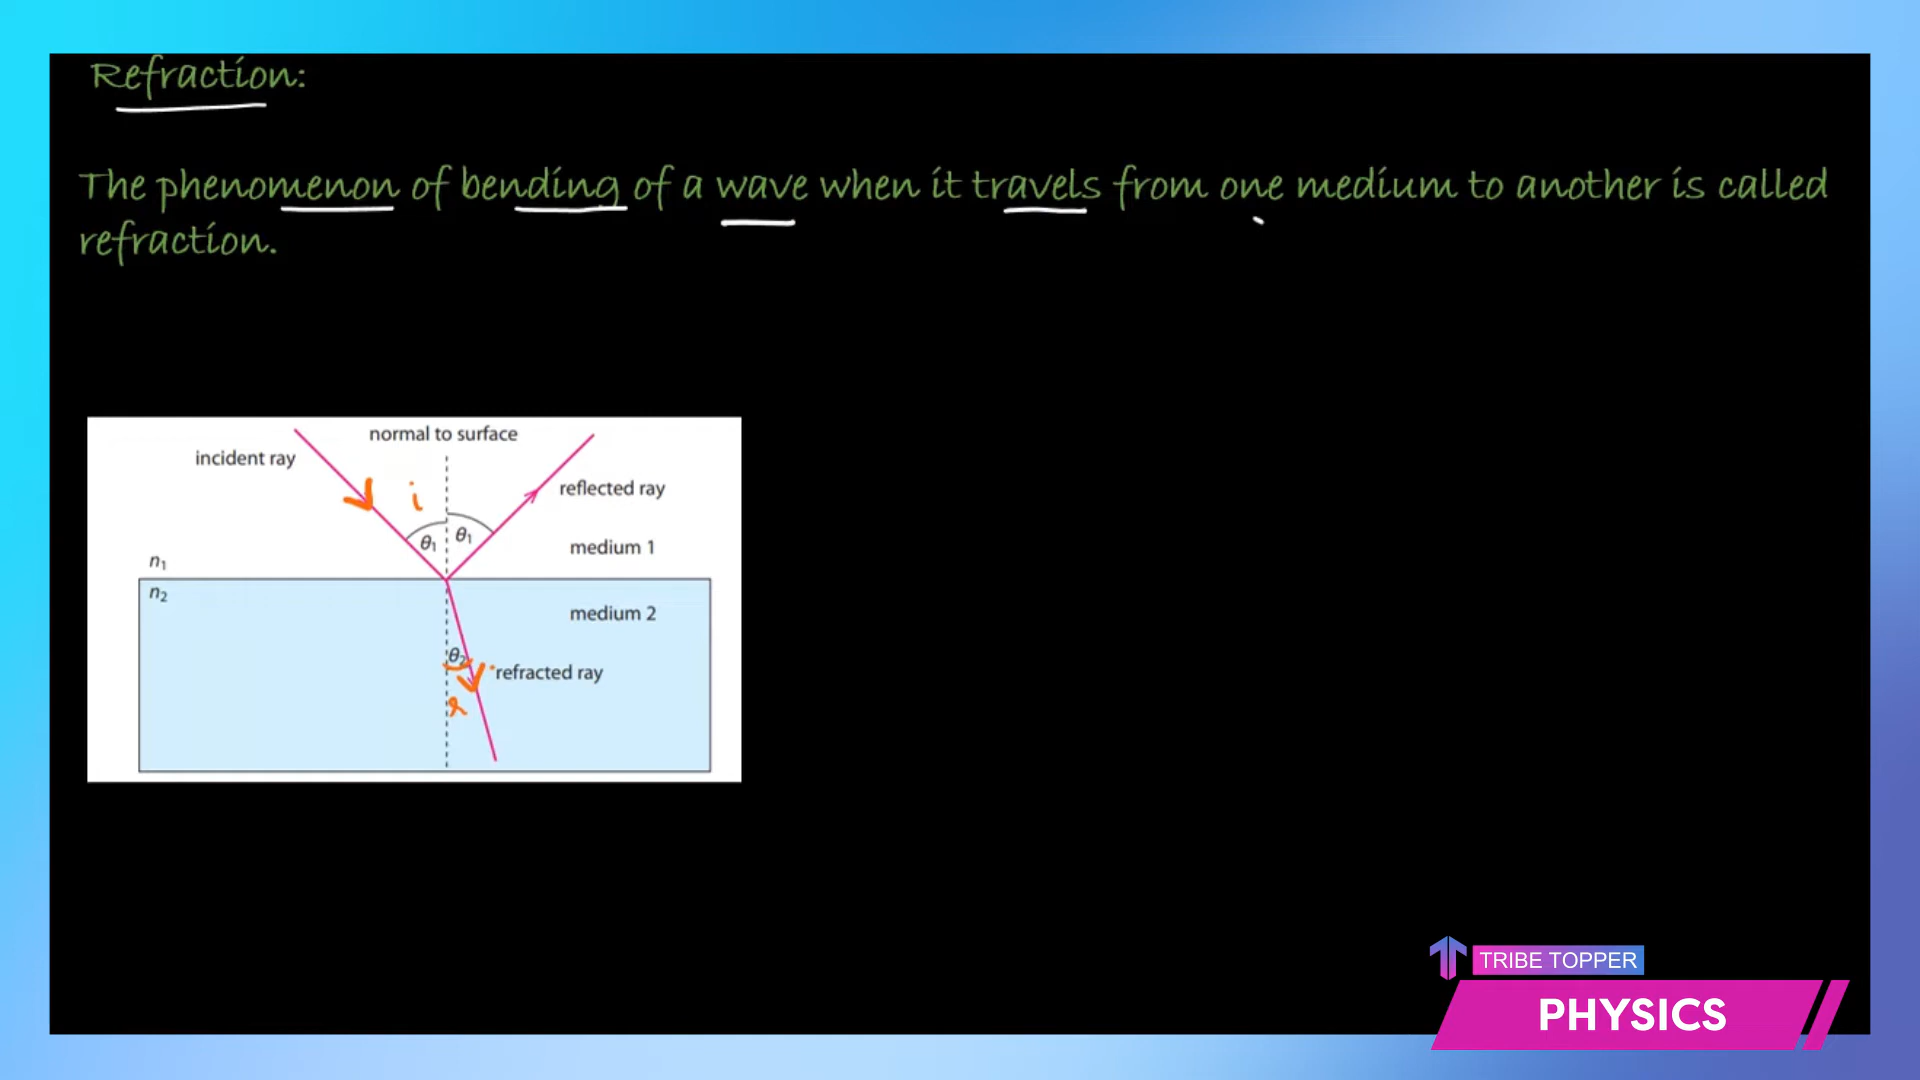 Refraction:
The phenomenon of bending of a wave when it travels from one medium to another is called
refraction.
normal to surface
incident ray
i
reflected ray
θ₁
θ₁
medium 1
n₁
n₂
medium 2
θ₂
refracted ray
r
TRIBE TOPPER
PHYSICS